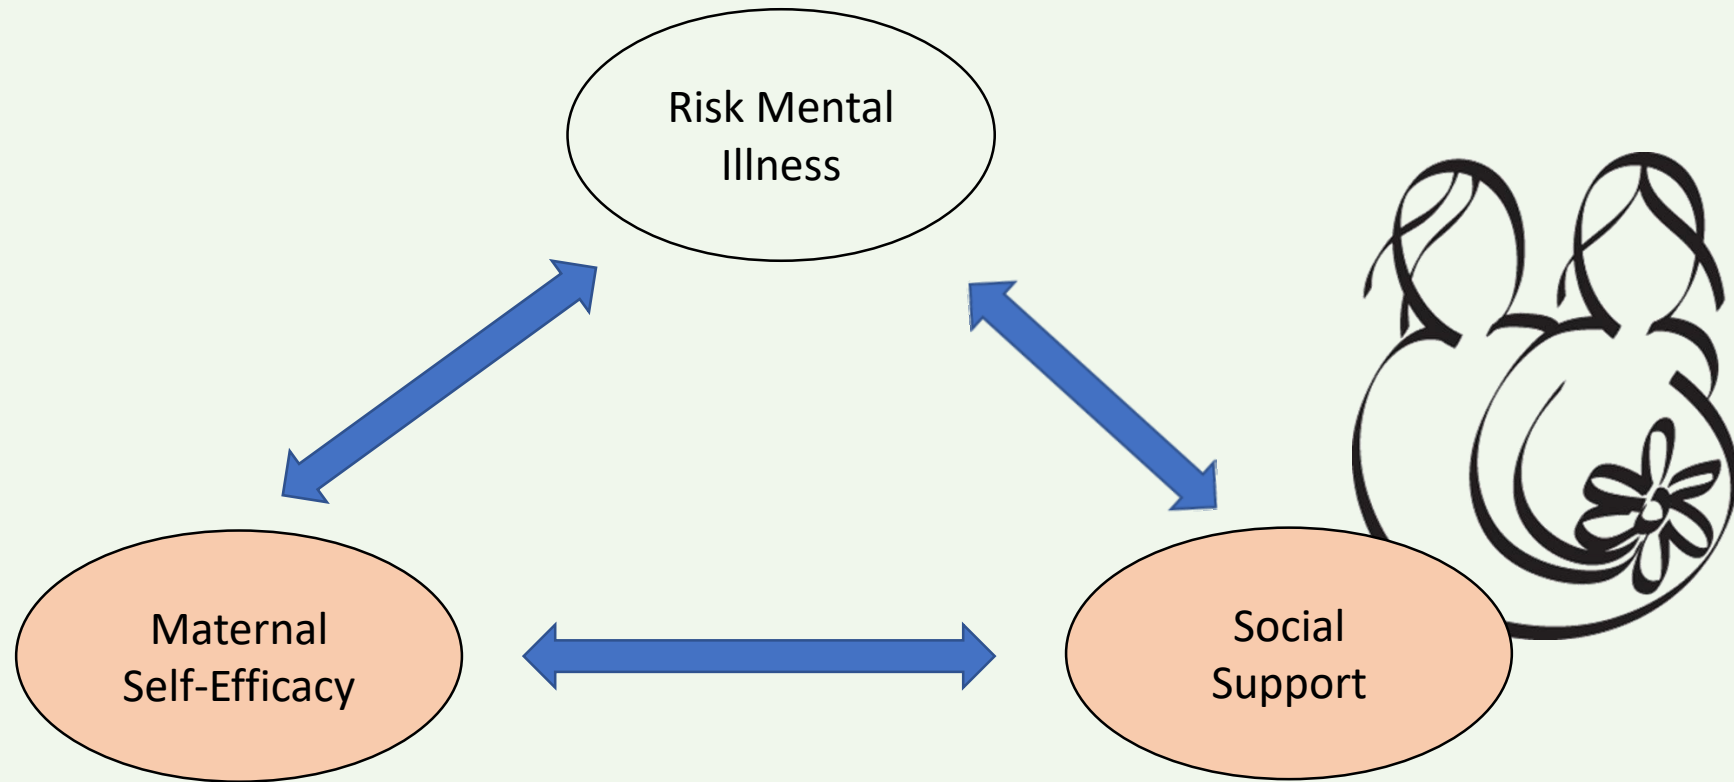 Risk Mental
Illness
Maternal
Self-Efficacy
Social
Support